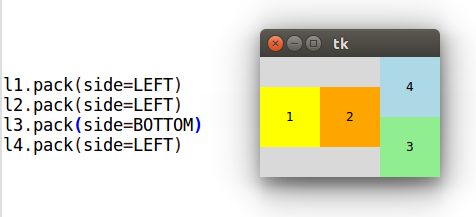 l1.pack(side=LEFT)
l2.pack(side=LEFT)
l3.pack(side=BOTTOM)
l4.pack(side=LEFT)
tk
4
1 2
3